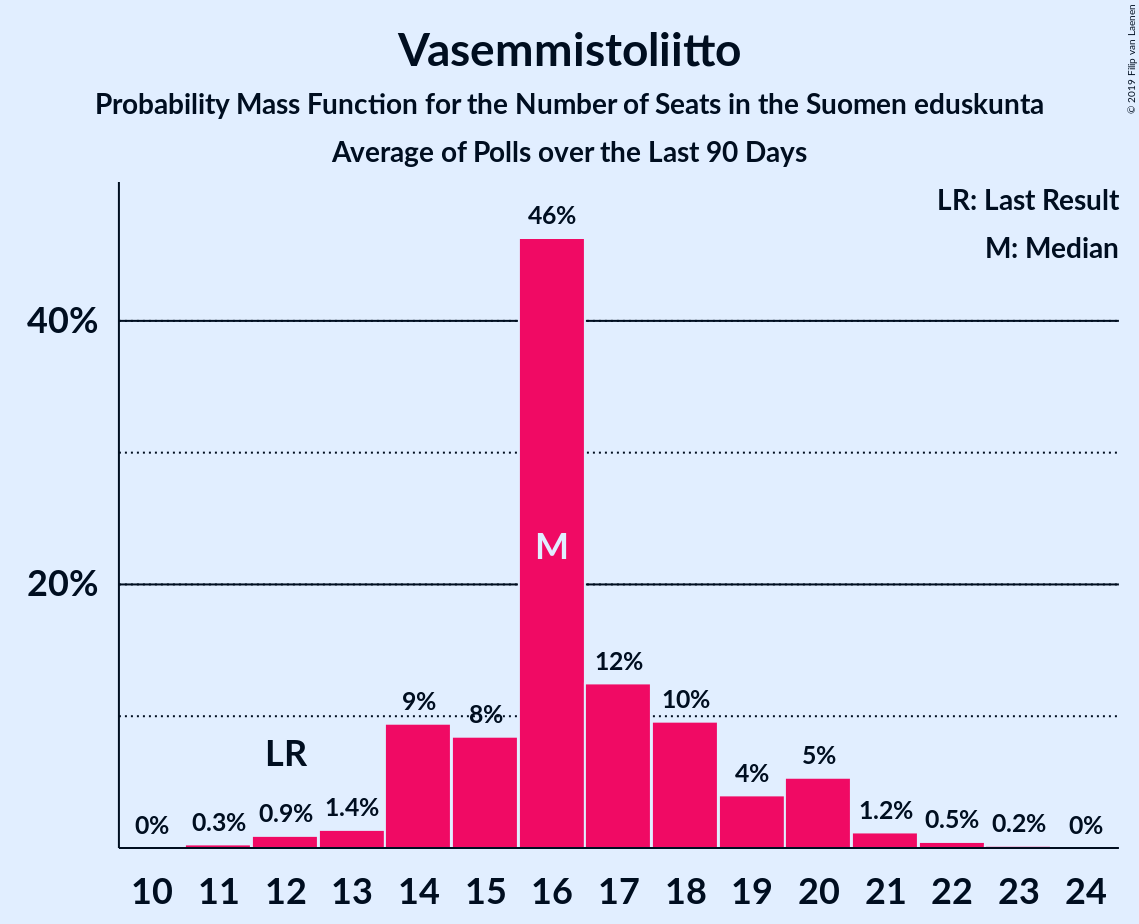 Vasemmistoliitto
Probability Mass Function for the Number of Seats in the Suomen eduskunta
Average of Polls over the Last 90 Days
© 2019 Filip van Laenen
LR: Last Result
M: Median
46%
40%
M
20%
12%
9%
8%
10%
LR
4%
5%
0%
0.3%
0.9%
1.4%
1.2%
0.5%
0.2%
0%
10 11 12 13 14 15 16 17 18 19 20 21 22 23 24